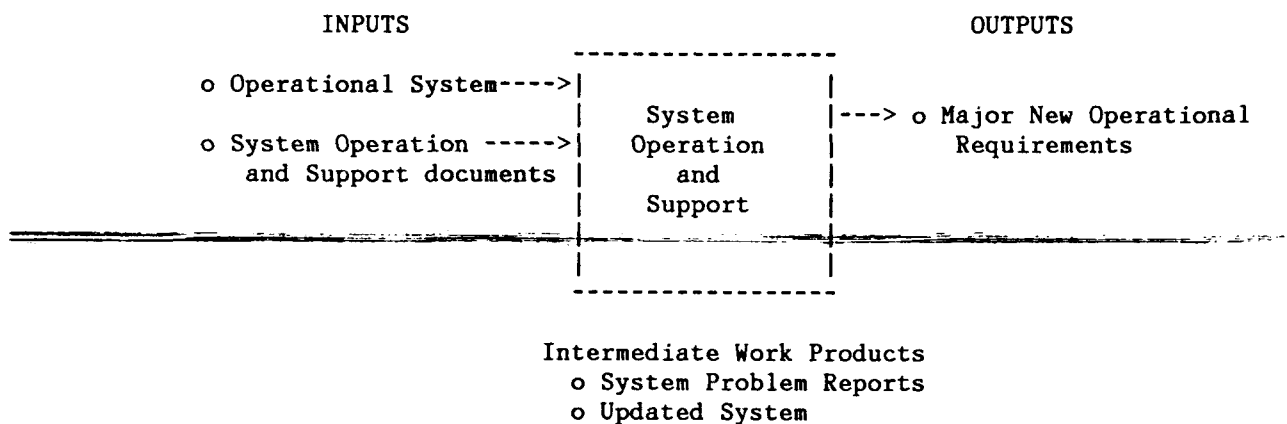 INPUTS OUTPUTS
o Operational System---->
o System Operation ----->
and Support documents
System
Operation
and
Support
---> o Major New Operational
Requirements
Intermediate Work Products
o System Problem Reports
o Updated System